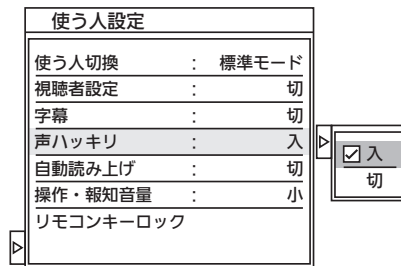 使う人設定
使う人切換 : 標準モード
視聴者設定 : 切
字幕 : 切
声ハッキリ : 入
自動読み上げ : 切
操作・報知音量 : 小
リモコンキーロック
入
切